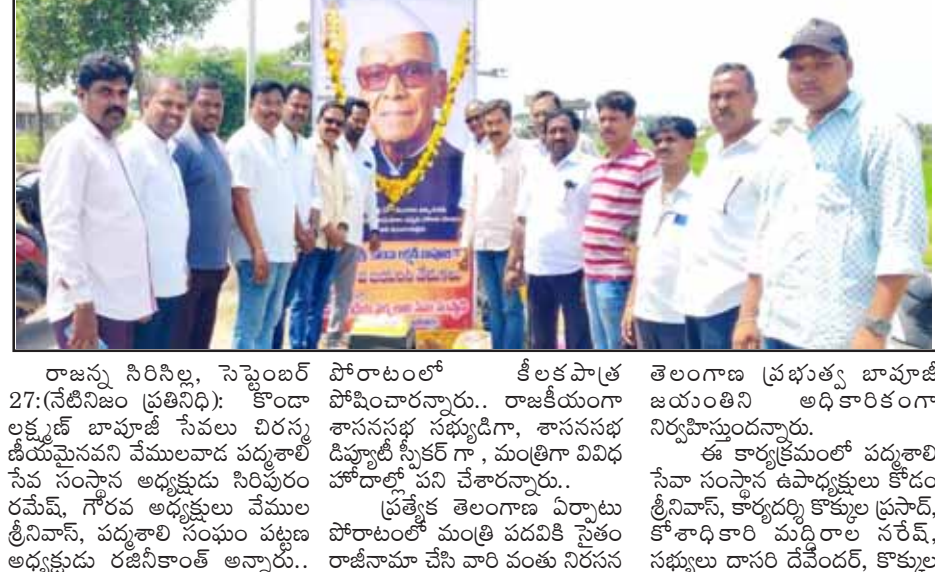 రాజన్న సిరిసిల్ల, సెప్టెంబర్
27:(నేటినిజం ప్రతినిధి): కొండా
లక్ష్మణ్ బావూజీ సేవలు చిరస్మ
ణీయమైనవని వేములవాడ పద్మశాలి
సేవ సంస్థాన అధ్యక్షుడు సిరిపురం
రమేష్, గౌరవ అధ్యక్షులు వేముల
శ్రీనివాస్, పద్మశాలి సంఘం పట్టణ
అధ్యక్షుడు రజినీకాంత్ అన్నారు..
పోరాటంలో కీలకపాత్ర
పోషించారన్నారు.. రాజకీయంగా
శాసనసభ సభ్యుడిగా, శాసనసభ
డిప్యూటీ స్పీకర్ గా , మంత్రిగా వివిధ
హోదాల్లో పని చేశారన్నారు..
ప్రత్యేక తెలంగాణ ఏర్పాటు
పోరాటంలో మంత్రి పదవికి సైతం
రాజీనామా చేసి వారి వంతు నిరసన
తెలంగాణ ప్రభుత్వ బావూజీ
జయంతిని అధికారికంగా
నిర్వహిస్తుందన్నారు.
ఈ కార్యక్రమంలో పద్మశాలి
సేవా సంస్థాన ఉపాధ్యక్షులు కోడం
శ్రీనివాస్, కార్యదర్శి కొక్కుల ప్రసాద్,
కోశాధికారి మద్దిరాల నరేష్,
సభ్యులు దాసరి దేవేందర్, కొక్కుల